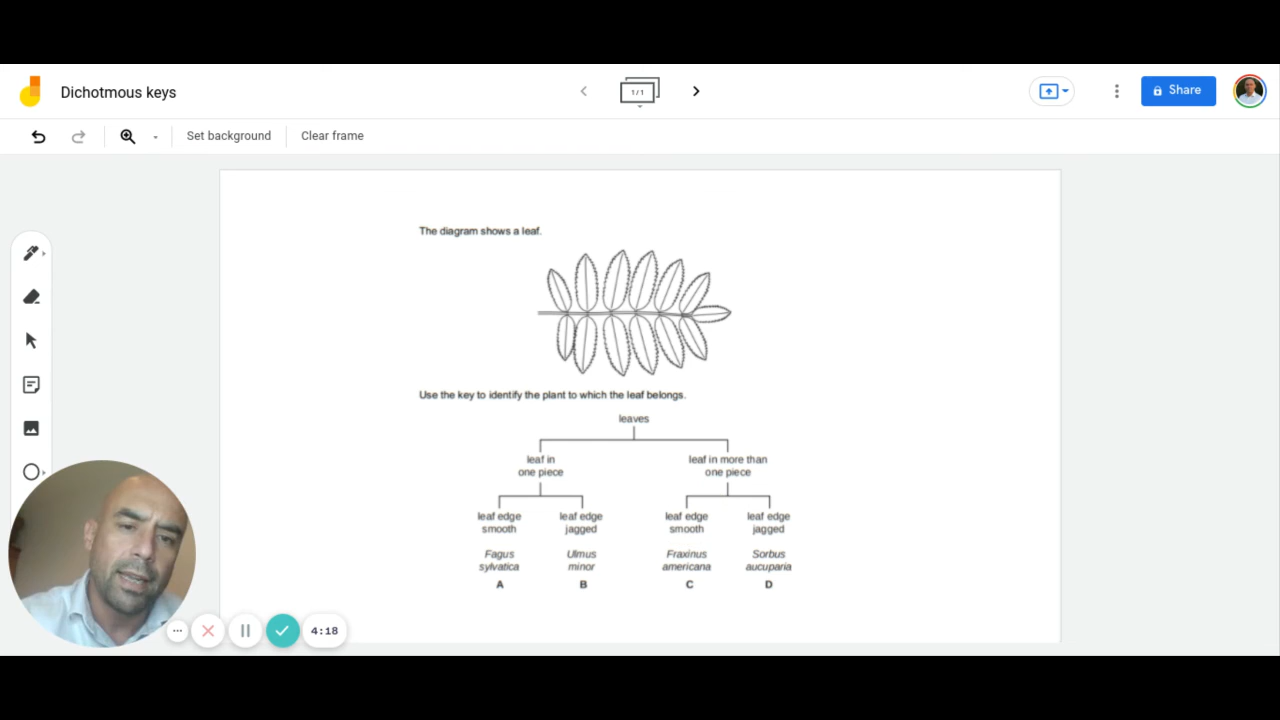 Dichotmous keys
1 / 1
Share
Set background
Clear frame
The diagram shows a leaf.
Use the key to identify the plant to which the leaf belongs.
leaves
leaf in
one piece
leaf in more than
one piece
leaf edge
smooth
leaf edge
jagged
leaf edge
smooth
leaf edge
jagged
Fagus
sylvatica
Ulmus
minor
Fraxinus
americana
Sorbus
aucuparia
A
B
C
D
4:18